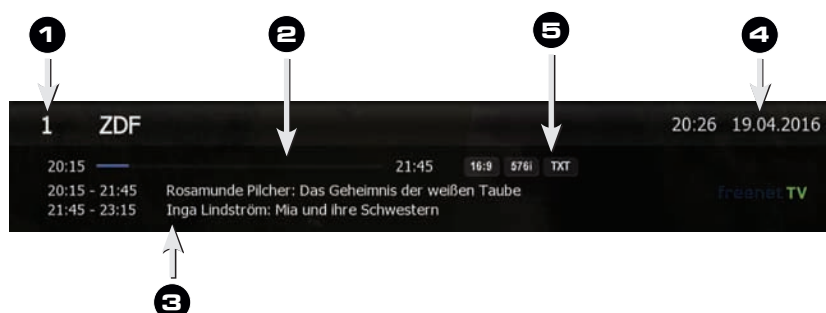 1 2 5 4
1 ZDF 20:26 19.04.2016
20:15 21:45 16:9 576i TXT
20:15 - 21:45 Rosamunde Pilcher: Das Geheimnis der weißen Taube
freenet TV
21:45 - 23:15 Inga Lindström: Mia und ihre Schwestern
3